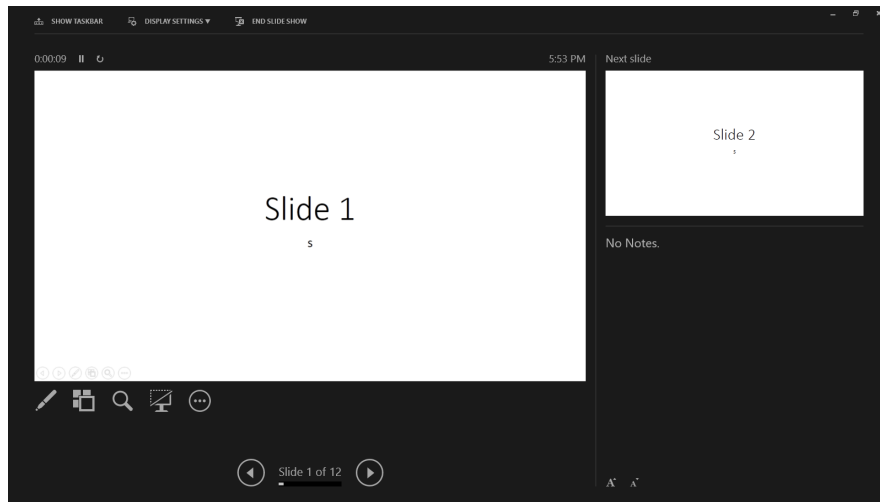 SHOW TASKBAR DISPLAY SETTINGS ▼ END SLIDE SHOW
0:00:09 5:53 PM
Slide 1
s
Slide 1 of 12
Next slide
Slide 2
s
No Notes.
A A